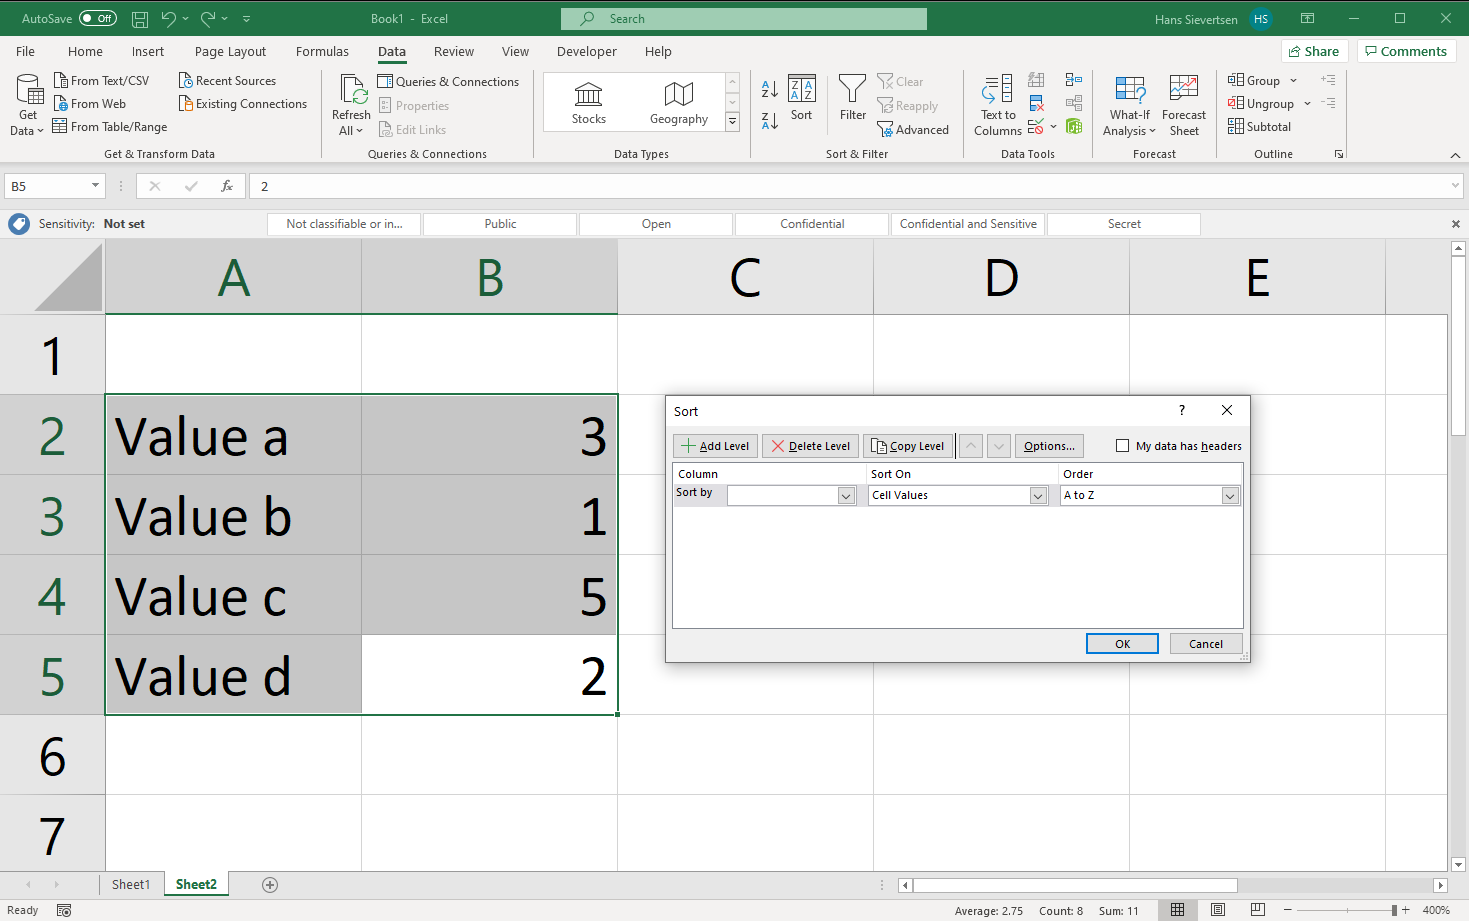 AutoSave Off Book1 - Excel Search Hans Sievertsen HS
File Home Insert Page Layout Formulas Data Review View Developer Help Share Comments
Get Data
From Text/CSV
From Web
From Table/Range
Recent Sources
Existing Connections
Get & Transform Data
Refresh All
Queries & Connections
Properties
Edit Links
Queries & Connections
Stocks Geography
Data Types
Sort
Filter
Clear
Reapply
Advanced
Sort & Filter
Text to Columns
Data Tools
What-If Analysis
Forecast Sheet
Forecast
Group
Ungroup
Subtotal
Outline
B5 fx 2
Sensitivity: Not set Not classifiable or in... Public Open Confidential Confidential and Sensitive Secret
A B C D E
1
2 Value a 3
3 Value b 1
4 Value c 5
5 Value d 2
6
7
Sort ?
Add Level Delete Level Copy Level Options... My data has headers
Column Sort On Order
Sort by Cell Values A to Z
OK Cancel
Sheet1 Sheet2
Ready Average: 2.75 Count: 8 Sum: 11 400%